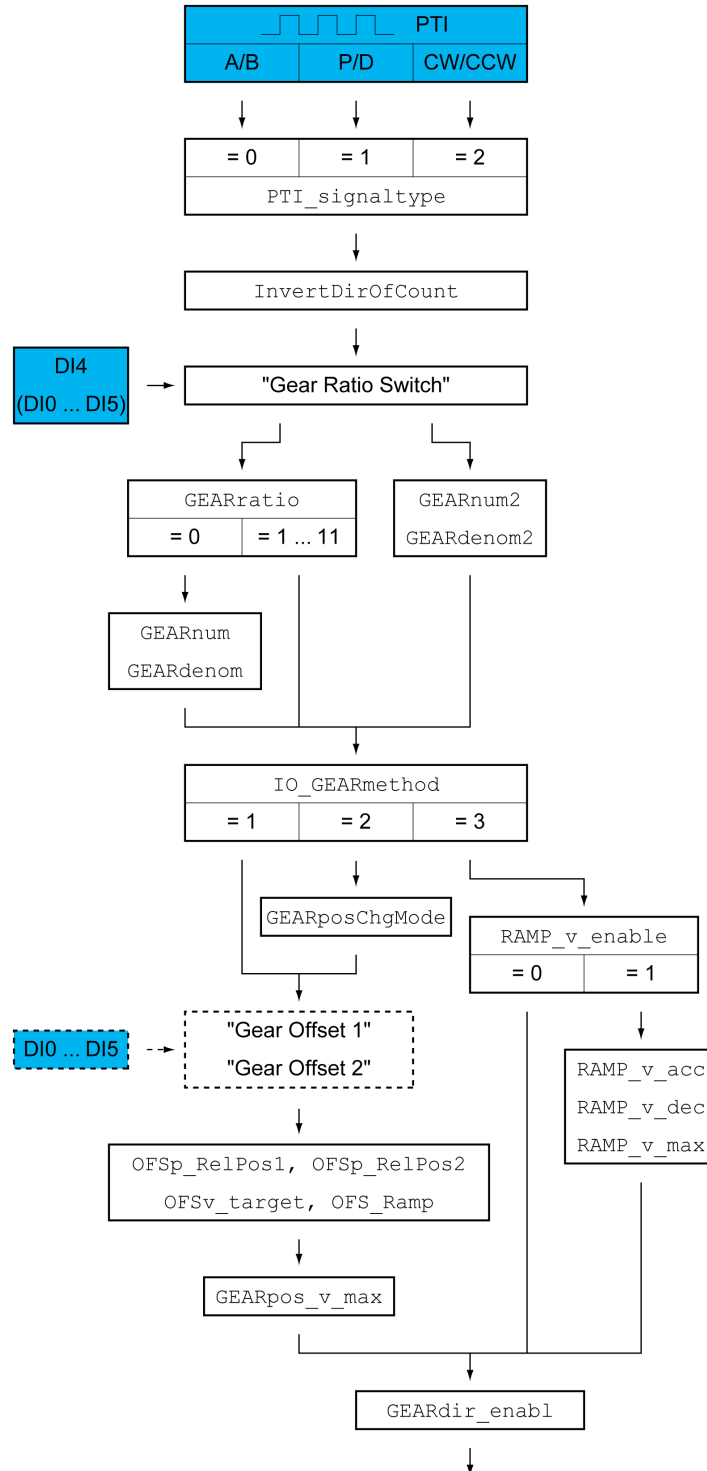 PTI
A/B P/D CW/CCW
= 0 = 1 = 2
PTI_signaltype
InvertDirOfCount
DI4
(DI0 ... DI5)
"Gear Ratio Switch"
GEARratio
= 0 = 1 ... 11
GEARnum2
GEARdenom2
GEARnum
GEARdenom
IO_GEARmethod
= 1 = 2 = 3
GEARposChgMode
RAMP_v_enable
= 0 = 1
DI0 ... DI5
"Gear Offset 1"
"Gear Offset 2"
RAMP_v_acc
RAMP_v_dec
RAMP_v_max
OFSp_RelPos1, OFSp_RelPos2
OFSv_target, OFS_Ramp
GEARpos_v_max
GEARdir_enabl